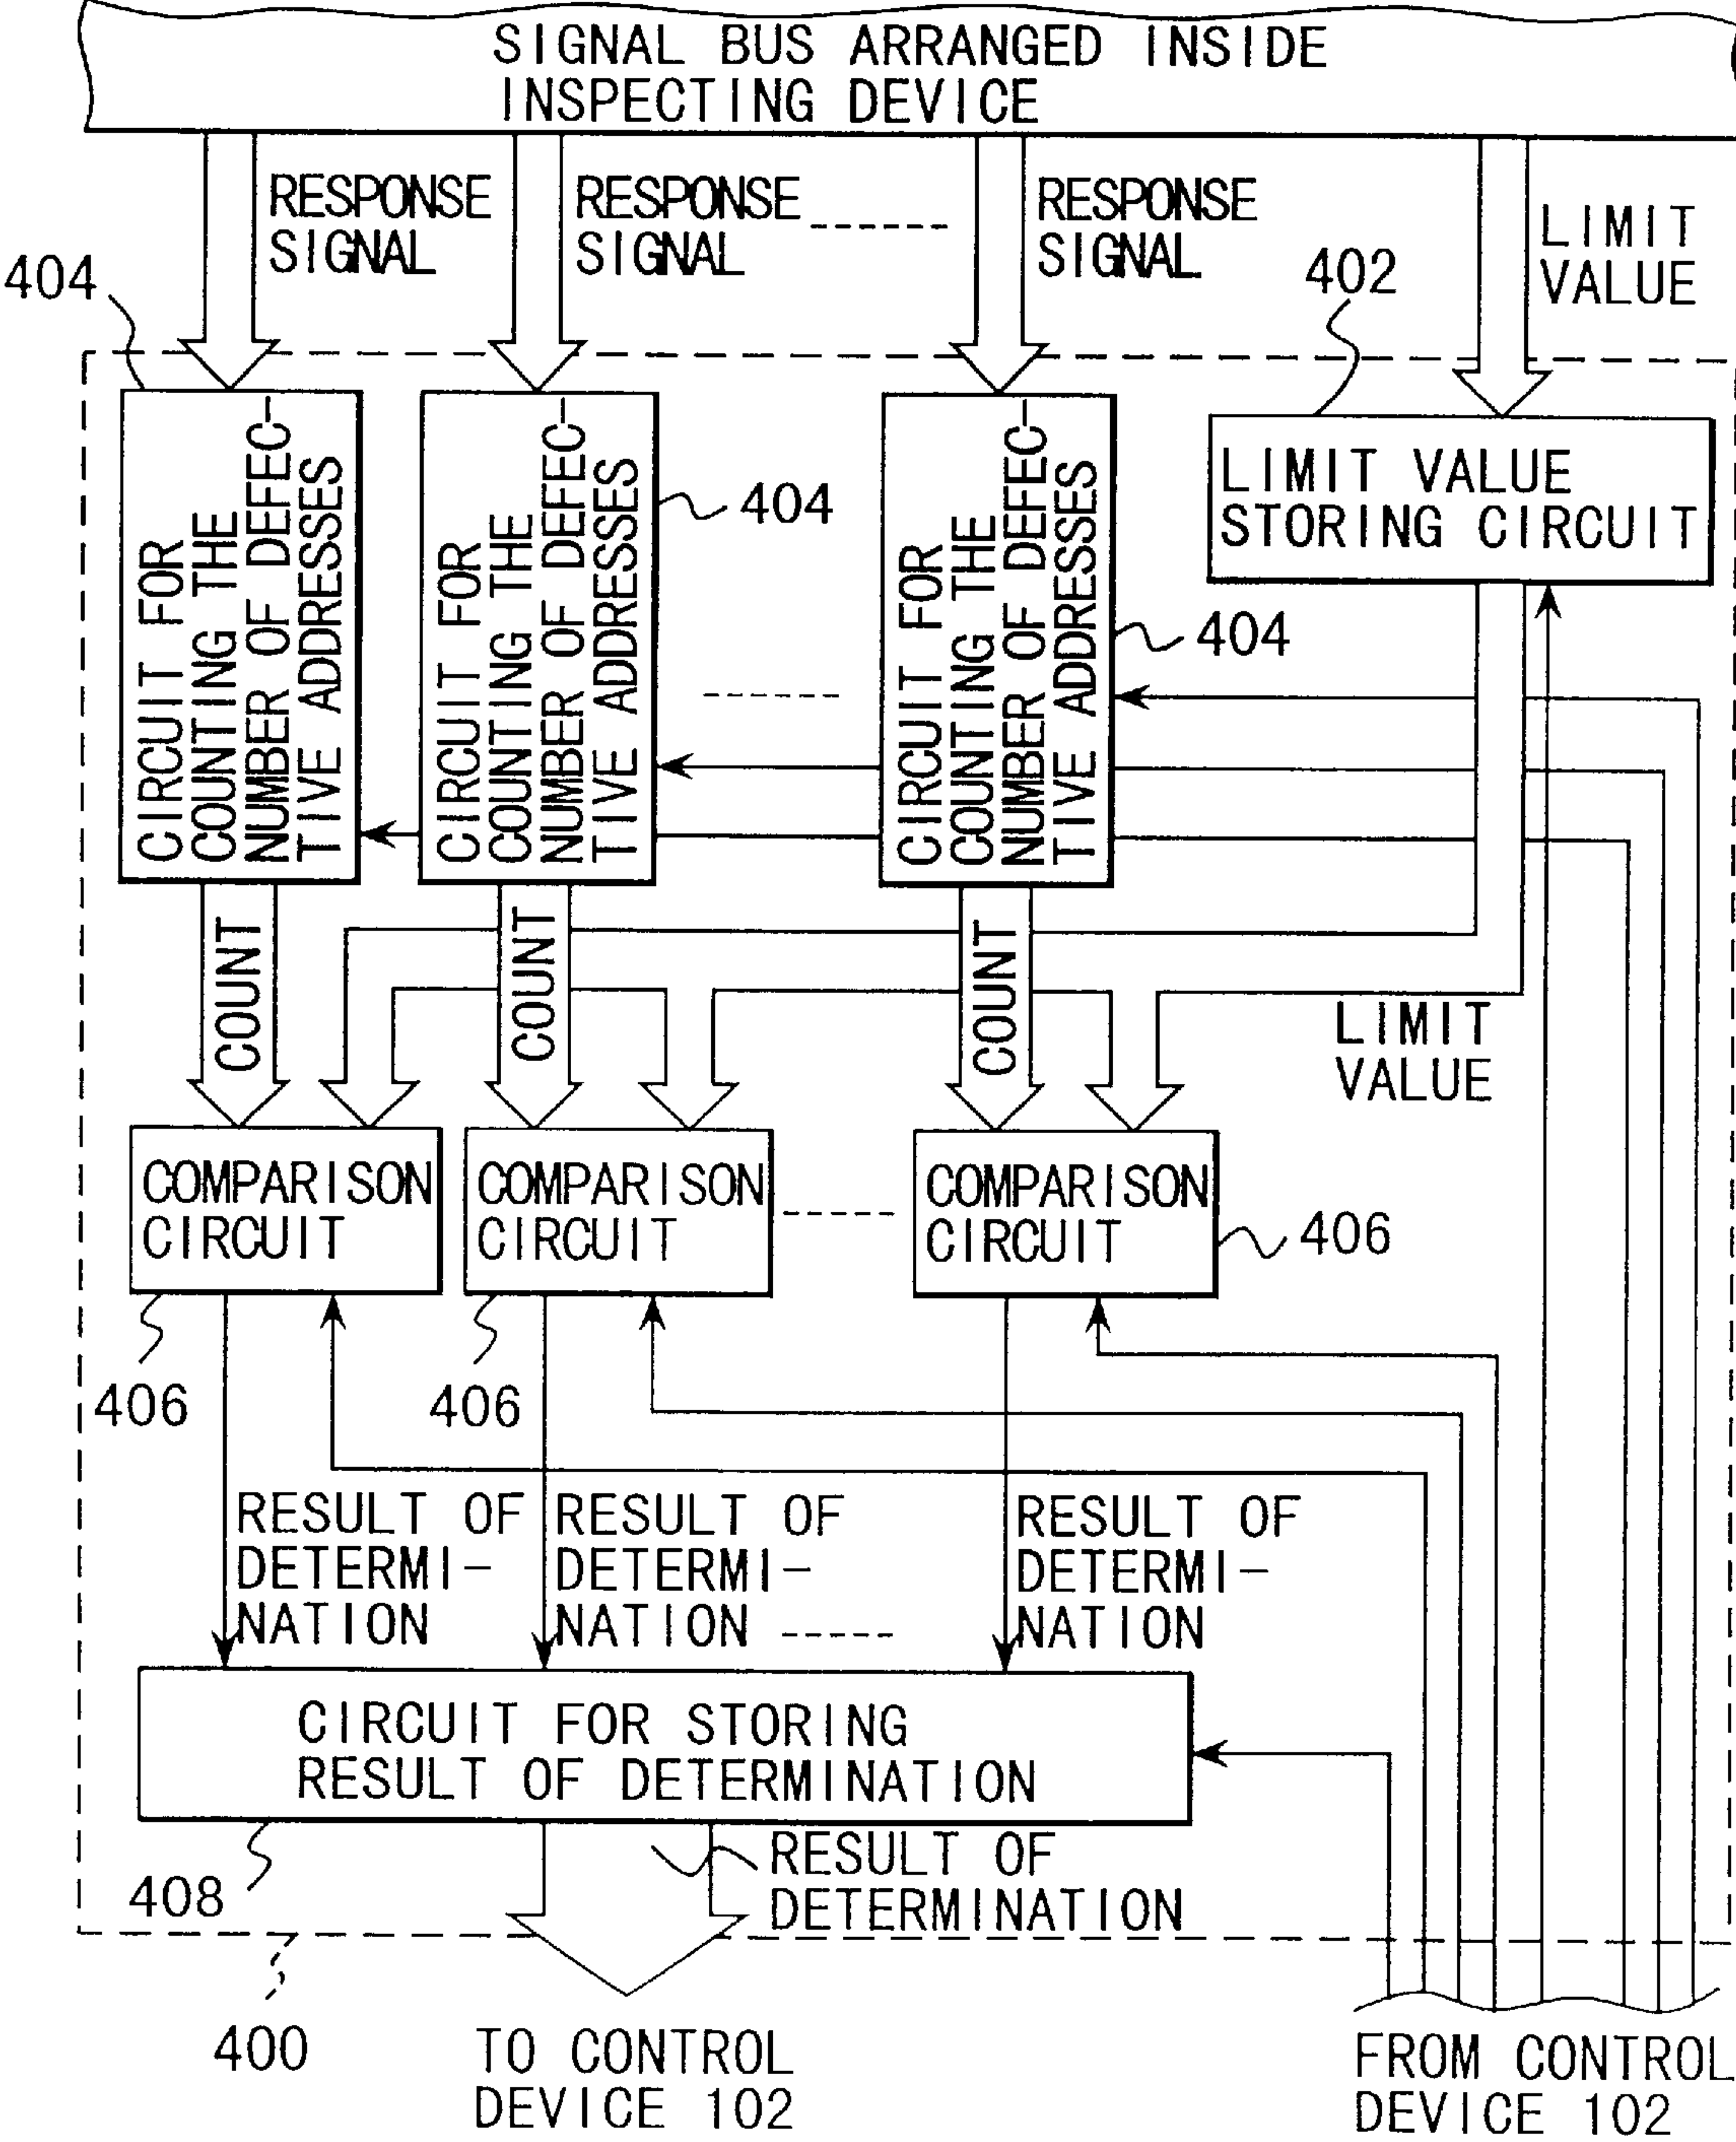 SIGNAL BUS ARRANGED INSIDE
INSPECTING DEVICE
RESPONSE
SIGNAL
RESPONSE
SIGNAL
RESPONSE
SIGNAL
LIMIT
VALUE
404
402
CIRCUIT FOR
COUNTING THE
NUMBER OF DEFEC-
TIVE ADDRESSES
CIRCUIT FOR
COUNTING THE
NUMBER OF DEFEC-
TIVE ADDRESSES
404
CIRCUIT FOR
COUNTING THE
NUMBER OF DEFEC-
TIVE ADDRESSES
404
LIMIT VALUE
STORING CIRCUIT
COUNT
COUNT
COUNT
LIMIT
VALUE
COMPARISON
CIRCUIT
COMPARISON
CIRCUIT
COMPARISON
CIRCUIT
406
406
406
RESULT OF
DETERMI-
NATION
RESULT OF
DETERMI-
NATION
RESULT OF
DETERMI-
NATION
CIRCUIT FOR STORING
RESULT OF DETERMINATION
408
RESULT OF
DETERMINATION
400
TO CONTROL
DEVICE 102
FROM CONTROL
DEVICE 102